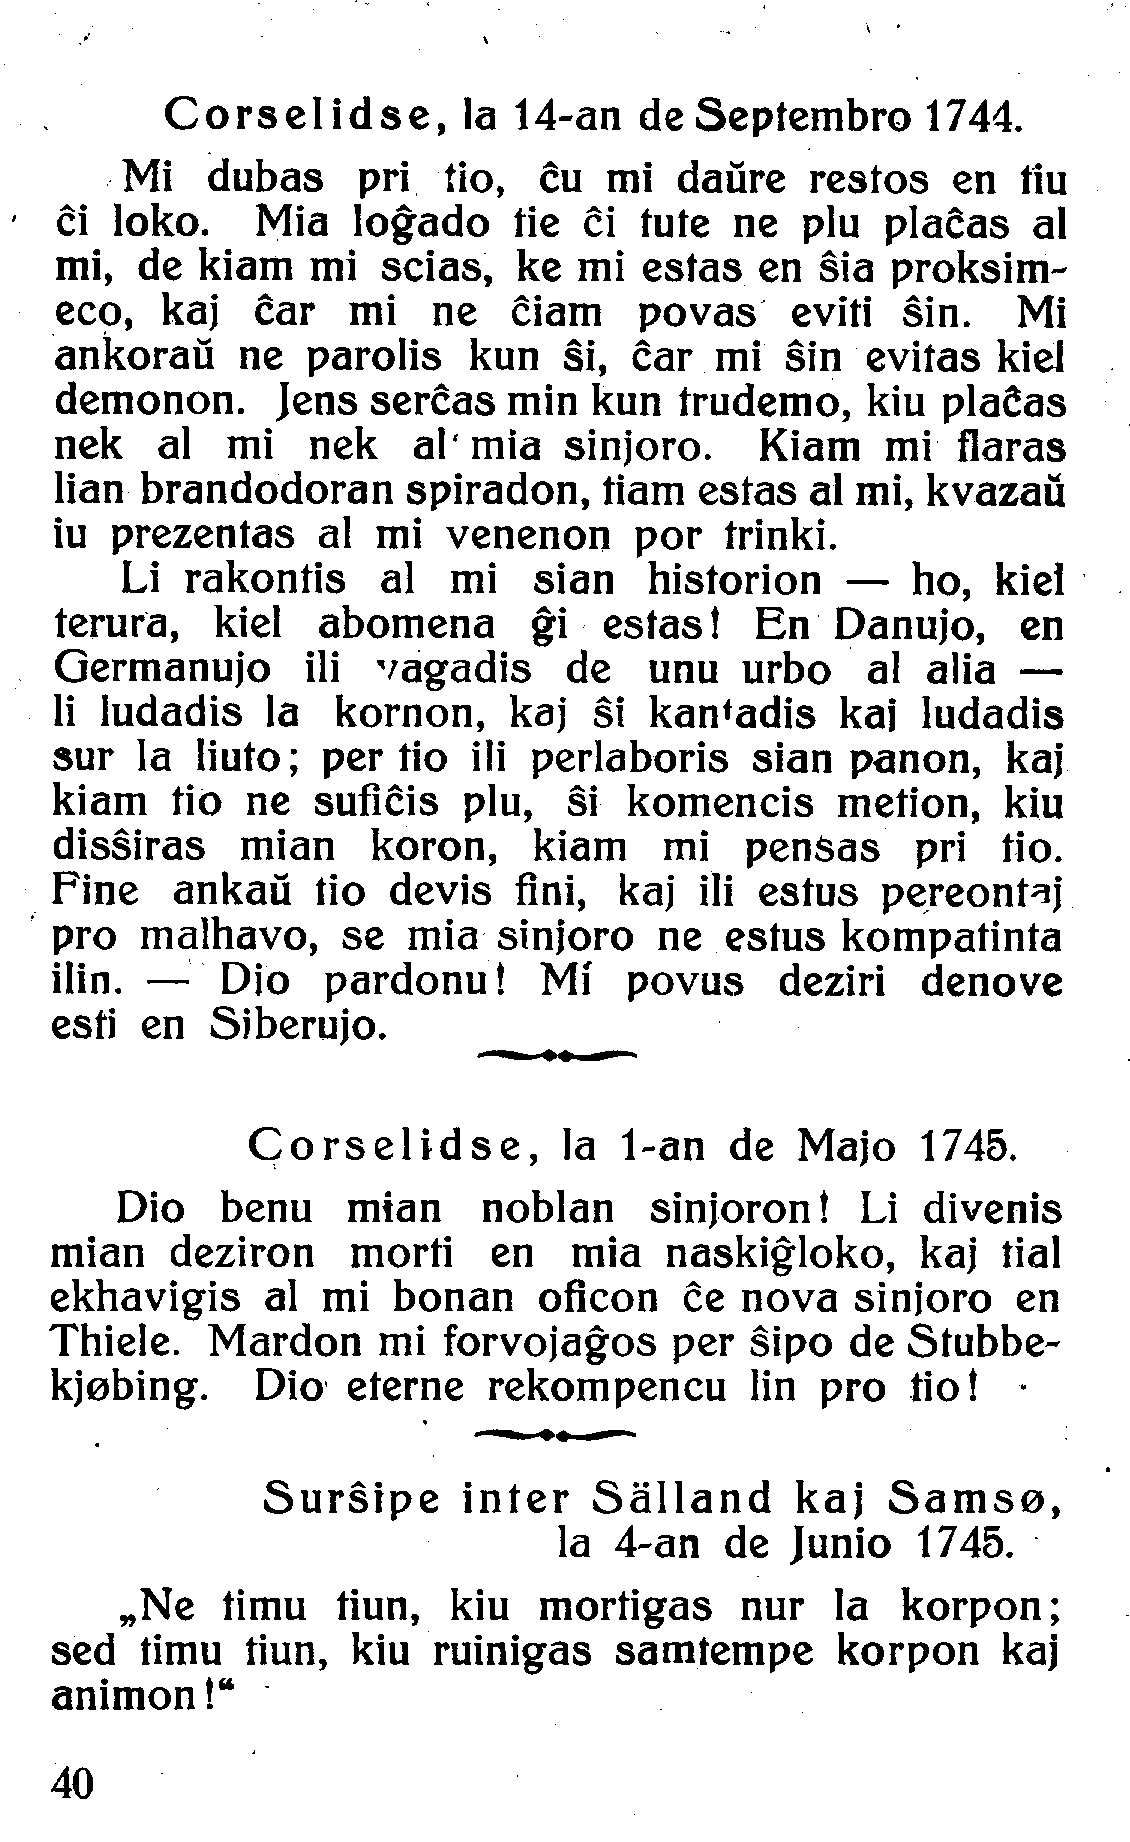 Corselidse, la 14-an de Septembro 1744.
Mi dubas pri tio, ĉu mi daŭre restos en tiu
ĉi loko. Mia loĝado tie ĉi tute ne plu plaĉas al
mi, de kiam mi scias, ke mi estas en ŝia proksim-
eco, kaj ĉar mi ne ĉiam povas eviti ŝin. Mi
ankoraŭ ne parolis kun ŝi, ĉar mi ŝin evitas kiel
demonon. Jens serĉas min kun trudemo, kiu plaĉas
nek al mi nek al mia sinjoro. Kiam mi flaras
lian brandodoran spiradon, tiam estas al mi, kvazaŭ
iu prezentas al mi venenon por trinki.
Li rakontis al mi sian historion — ho, kiel
terura, kiel abomena ĝi estas! En Danujo, en
Germanujo ili vagadis de unu urbo al alia —
li ludadis la kornon, kaj ŝi kantadis kaj ludadis
sur la liuto; per tio ili perlaboris sian panon, kaj
kiam tio ne sufiĉis plu, ŝi komencis metion, kiu
disŝiras mian koron, kiam mi pensas pri tio.
Fine ankaŭ tio devis fini, kaj ili estus pereontaj
pro malhavo, se mia sinjoro ne estus kompatinta
ilin. — Dio pardonu! Mi povus deziri denove
esti en Siberujo.
Corselidse, la 1-an de Majo 1745.
Dio benu mian noblan sinjoron! Li divenis
mian deziron morti en mia naskiĝloko, kaj tial
ekhavigis al mi bonan oficon ĉe nova sinjoro en
Thiele. Mardon mi forvojaĝos per ŝipo de Stubbe-
kjøbing. Dio eterne rekompencu lin pro tio!
Surŝipe inter Sälland kaj Samsø,
la 4-an de Junio 1745.
„Ne timu tiun, kiu mortigas nur la korpon;
sed timu tiun, kiu ruinigas samtempe korpon kaj
animon!“
40